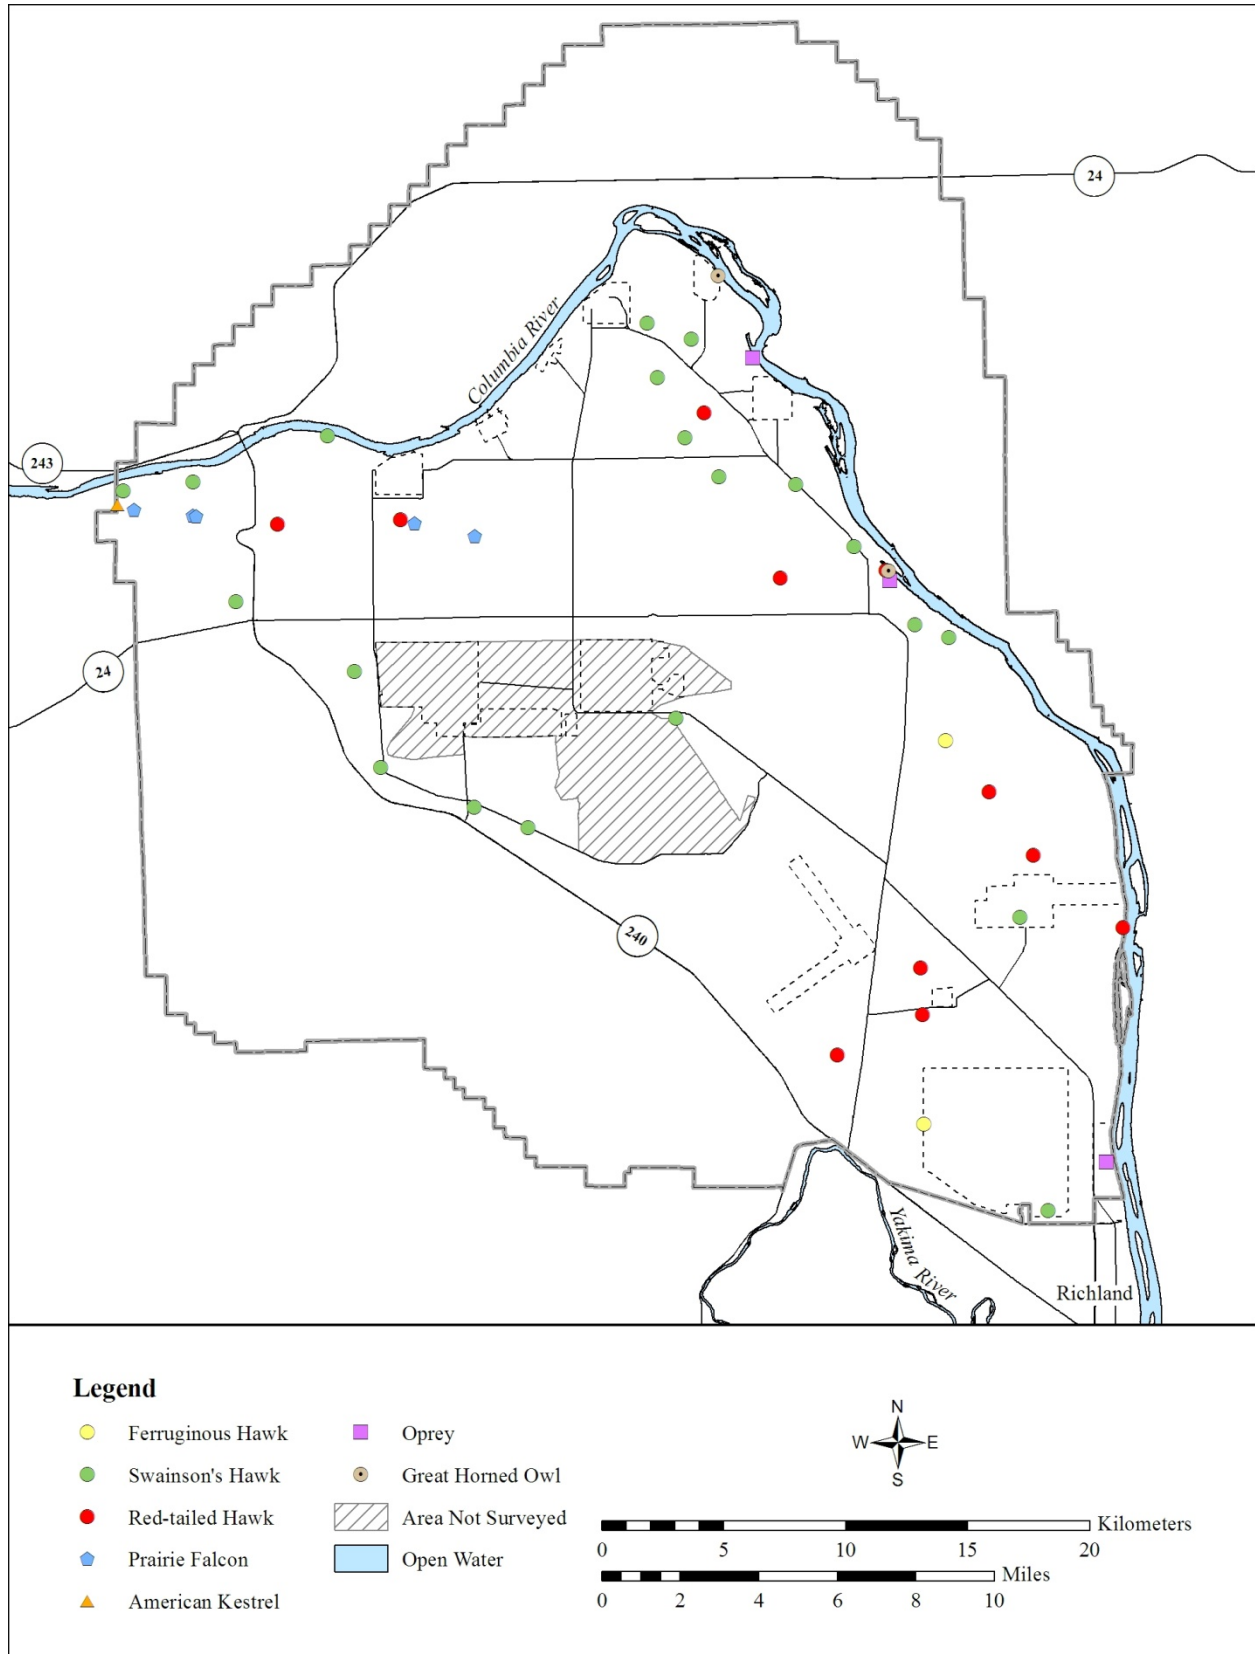 24
Columbia River
243
24
240
Yakima River
Richland
Legend
Ferruginous Hawk
Swainson's Hawk
Red-tailed Hawk
Prairie Falcon
American Kestrel
Oprey
Great Horned Owl
Area Not Surveyed
Open Water
N
W E
S
Kilometers
0 5 10 15 20
Miles
0 2 4 6 8 10